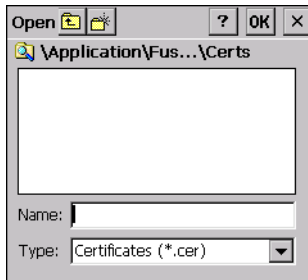 Open ? OK ×
\Application\Fus...\Certs
Name:
Type: Certificates (*.cer)